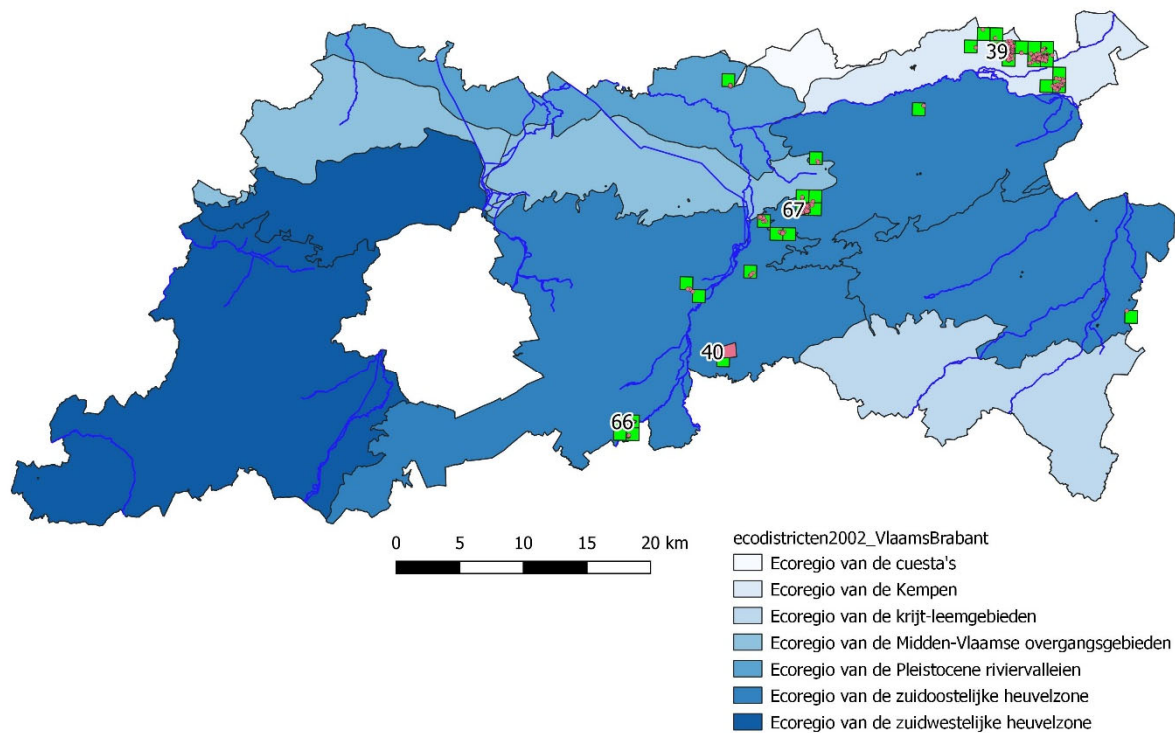 39
67
40
66
0 5 10 15 20 km
ecodistricten2002_VlaamsBrabant
Ecoregio van de cuesta's
Ecoregio van de Kempen
Ecoregio van de krijt-leemgebieden
Ecoregio van de Midden-Vlaamse overgangsgebieden
Ecoregio van de Pleistocene riviervalleien
Ecoregio van de zuidoostelijke heuvelzone
Ecoregio van de zuidwestelijke heuvelzone